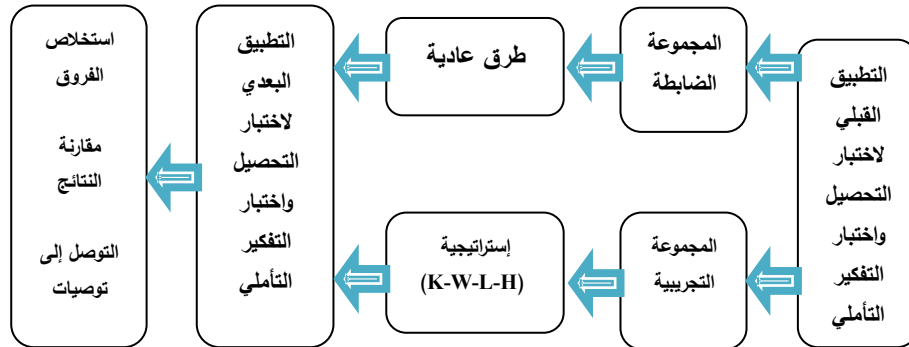 التطبيق
القبلي
لاختبار
التحصيل
واختبار
التفكير
التأملي
المجموعة
الضابطة
طرق عادية
المجموعة
التجريبية
إستراتيجية
(K-W-L-H)
التطبيق
البعدي
لاختبار
التحصيل
واختبار
التفكير
التأملي
استخلاص
الفروق
مقارنة
النتائج
التوصل إلى
توصيات